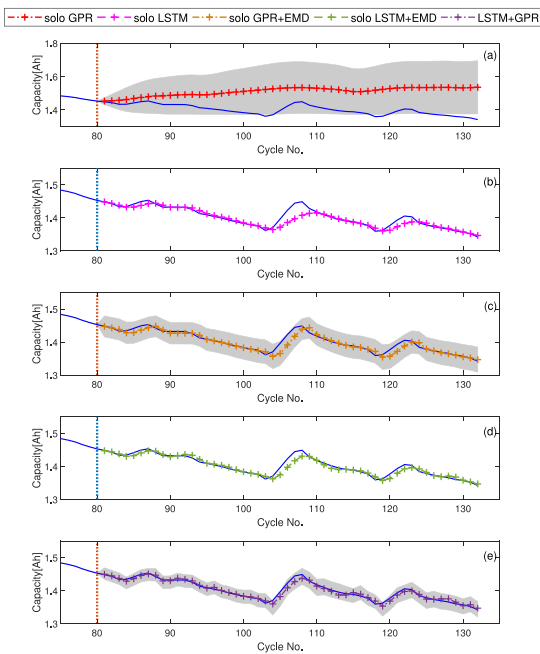 solo GPR solo LSTM solo GPR+EMD solo LSTM+EMD LSTM+GPR
(a)
Capacity[Ah]
1.8
1.6
1.4
80 90 100 110 120 130
Cycle No.
(b)
Capacity[Ah]
1.5
1.4
1.3
80 90 100 110 120 130
Cycle No.
(c)
Capacity[Ah]
1.5
1.4
1.3
80 90 100 110 120 130
Cycle No.
(d)
Capacity[Ah]
1.5
1.4
1.3
80 90 100 110 120 130
Cycle No.
(e)
Capacity[Ah]
1.5
1.4
1.3
80 90 100 110 120 130
Cycle No.